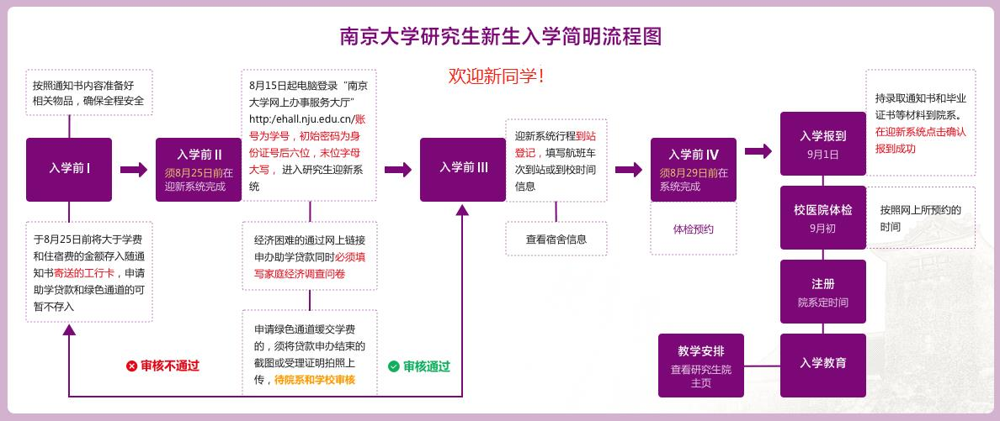 南京大学研究生新生入学简明流程图
欢迎新同学！
按照通知书内容准备好
相关物品，确保全程安全
入学前 I
于8月25日前将大于学费
和住宿费的金额存入随通
知书寄送的工行卡，申请
助学贷款和绿色通道的可
暂不存入
入学前 II
须8月25日前在
迎新系统完成
8月15日起电脑登录“南京
大学网上办事服务大厅”
http:/ehall.nju.edu.cn/账
号为学号，初始密码为身
份证号后六位，末位字母
大写， 进入研究生迎新系
统
经济困难的通过网上链接
申办助学贷款同时必须填
写家庭经济调查问卷
申请绿色通道缓交学费
的，须将贷款申办结束的
截图或受理证明拍照上
传，待院系和学校审核
审核不通过
审核通过
入学前 III
迎新系统行程到站
登记，填写航班车
次到站或到校时间
信息
查看宿舍信息
入学前 IV
须8月29日前在
系统完成
体检预约
入学报到
9月1日
持录取通知书和毕业
证书等材料到院系。
在迎新系统点击确认
报到成功
校医院体检
9月初
按照网上所预约的
时间
注册
院系定时间
入学教育
教学安排
查看研究生院
主页